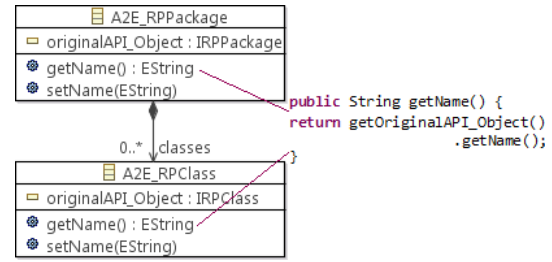 A2E_RPPackage
originalAPI_Object : IRPPackage
getName() : EString
setName(EString)
public String getName() {
return getOriginalAPI_Object()
.getName();
}
0..* classes
A2E_RPClass
originalAPI_Object : IRPClass
getName() : EString
setName(EString)